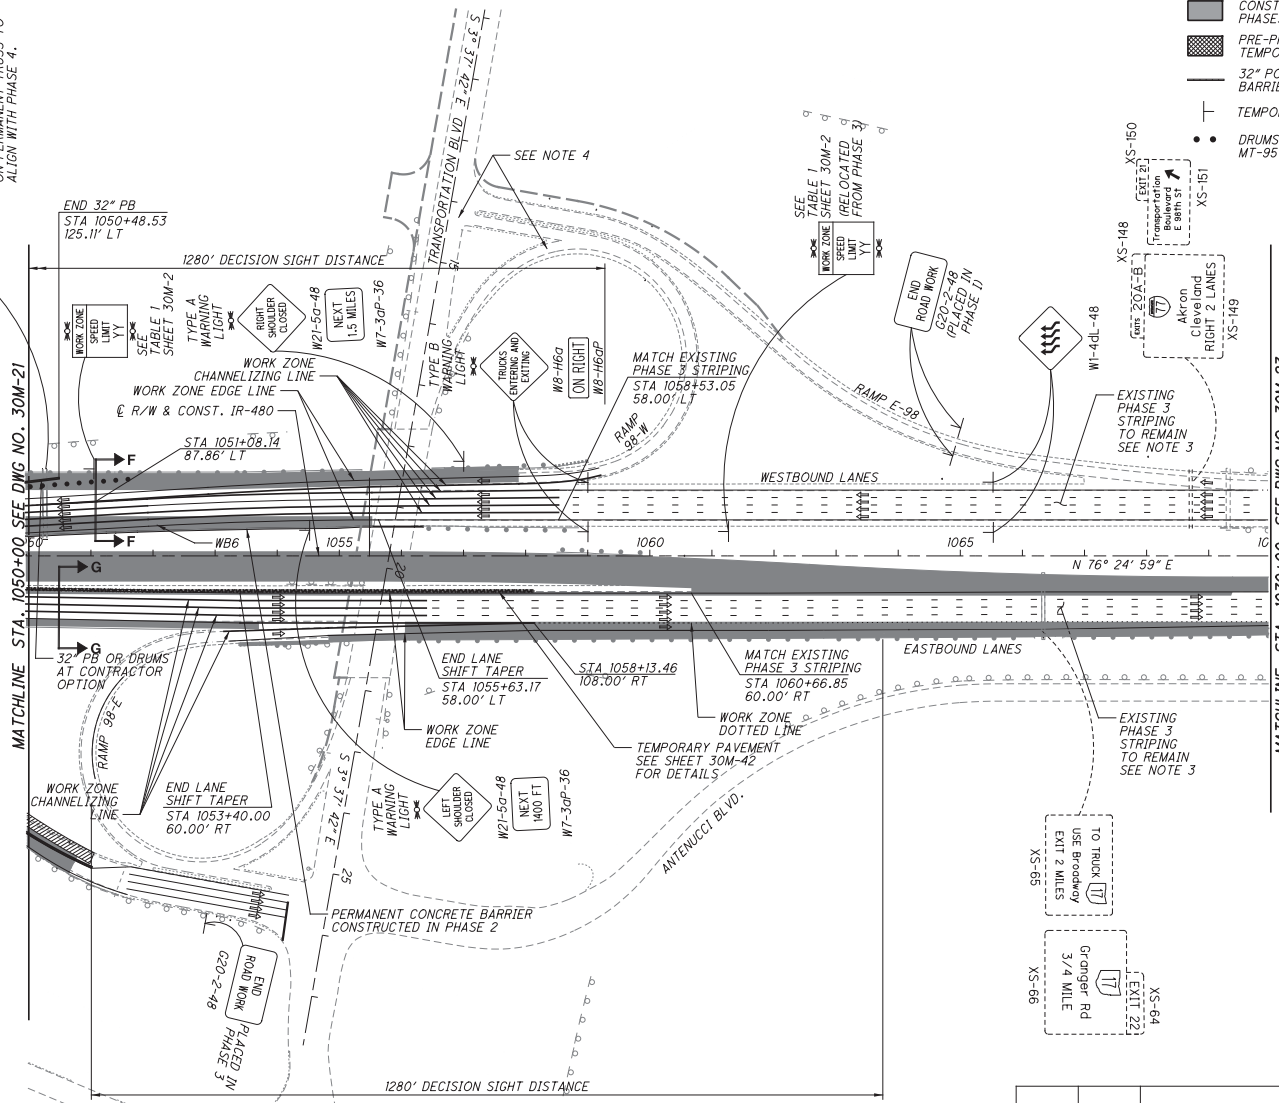 ON PERMANENT TRUSS TO
ALIGN WITH PHASE 4.
CONST
PHASE
PRE-PH
TEMPO
32" PO
BARRIE
TEMPO
DRUMS
MT-95
END 32" PB
STA 1050+48.53
125.11' LT
1280' DECISION SIGHT DISTANCE
S 3° 37' 42" E
TRANSPORTATION BLVD
15
SEE NOTE 4
SEE
TABLE 1
SHEET 30M-2
(RELOCATED
FROM PHASE 3)
WORK ZONE
SPEED
LIMIT
YY
END
ROAD WORK
G20-2-48
(PLACED IN
PHASE 1)
W1-4dL-48
XS-150
EXIT 21
Transportation
Boulevard
E 98th St
XS-151
XS-148
EXITS 20A-B
77
Akron
Cleveland
RIGHT 2 LANES
XS-149
WORK ZONE
SPEED
LIMIT
YY
SEE
TABLE 1
SHEET 30M-2
TYPE A
WARNING
LIGHT
RIGHT
SHOULDER
CLOSED
W21-5a-48
NEXT
1.5 MILES
W7-3aP-36
TYPE B
WARNING
LIGHT
TRUCKS
ENTERING AND
EXITING
W8-H6a
ON RIGHT
W8-H6aP
MATCH EXISTING
PHASE 3 STRIPING
STA 1058+53.05
58.00' LT
WORK ZONE
CHANNELIZING LINE
WORK ZONE EDGE LINE
℄ R/W & CONST. IR-480
STA 1051+08.14
87.86' LT
RAMP
98-W
RAMP E-98
EXISTING
PHASE 3
STRIPING
TO REMAIN
SEE NOTE 3
F
WESTBOUND LANES
F
WB6
50
1055
1060
1065
10
20
N 76° 24' 59" E
G
G
EASTBOUND LANES
MATCHLINE STA. 1050+00 SEE DWG NO. 30M-21
32" PB OR DRUMS
AT CONTRACTOR
OPTION
END LANE
SHIFT TAPER
STA 1055+63.17
58.00' LT
STA 1058+13.46
108.00' RT
MATCH EXISTING
PHASE 3 STRIPING
STA 1060+66.85
60.00' RT
WORK ZONE
DOTTED LINE
WORK ZONE
EDGE LINE
TEMPORARY PAVEMENT
SEE SHEET 30M-42
FOR DETAILS
EXISTING
PHASE 3
STRIPING
TO REMAIN
SEE NOTE 3
RAMP 98-E
WORK ZONE
CHANNELIZING
LINE
END LANE
SHIFT TAPER
STA 1053+40.00
60.00' RT
S 3° 37' 42" E
25
TYPE A
WARNING
LIGHT
LEFT
SHOULDER
CLOSED
W21-5a-48
NEXT
1400 FT
W7-3aP-36
ANTENUCCI BLVD.
PERMANENT CONCRETE BARRIER
CONSTRUCTED IN PHASE 2
END
ROAD WORK
G20-2-48
PLACED IN
PHASE 3
TO TRUCK 17
USE Broadway
EXIT 2 MILES
XS-65
EXIT 22
17
Granger Rd
3/4 MILE
XS-64
XS-66
1280' DECISION SIGHT DISTANCE